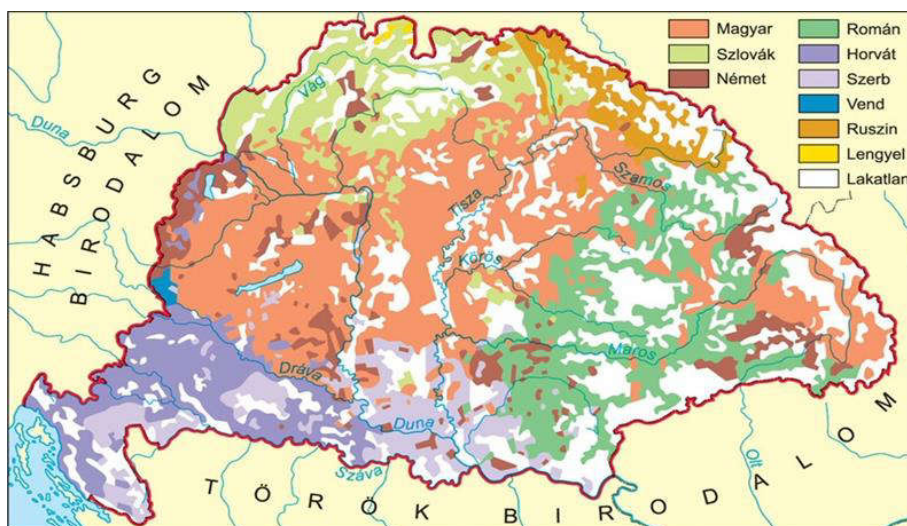 Magyar
Szlovák
Német
Román
Horvát
Szerb
Vend
Ruszin
Lengyel
Lakatlan
HABSBURG
BIRODALOM
Duna
Vág
Tisza
Szamos
Körös
Maros
Dráva
Duna
Száva
Olt
TÖRÖK BIRODALOM